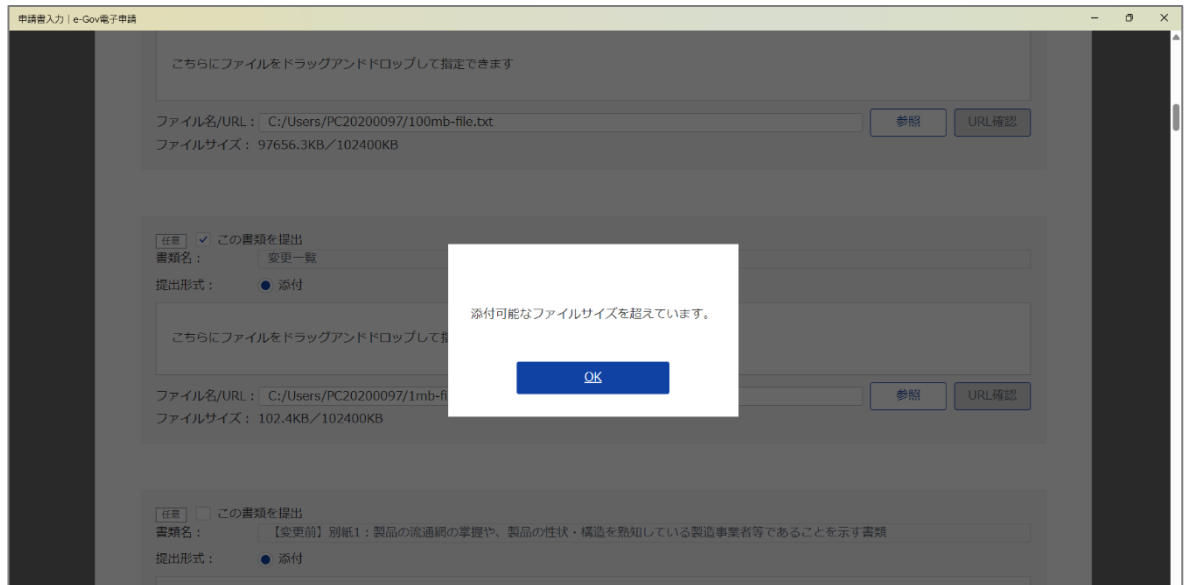 申請書入力｜e-Gov電子申請
こちらにファイルをドラッグアンドドロップして指定できます
ファイル名/URL： C:/Users/PC20200097/100mb-file.txt 参照 URL確認
ファイルサイズ： 97656.3KB／102400KB
任意 この書類を提出
書類名： 変更一覧
提出形式： 添付
添付可能なファイルサイズを超えています。
こちらにファイルをドラッグアンドドロップして
OK
ファイル名/URL： C:/Users/PC20200097/1mb-fi 参照 URL確認
ファイルサイズ： 102.4KB／102400KB
任意 この書類を提出
書類名： 【変更前】別紙1：製品の流通網の掌握や、製品の性状・構造を熟知している製造事業者等であることを示す書類
提出形式： 添付